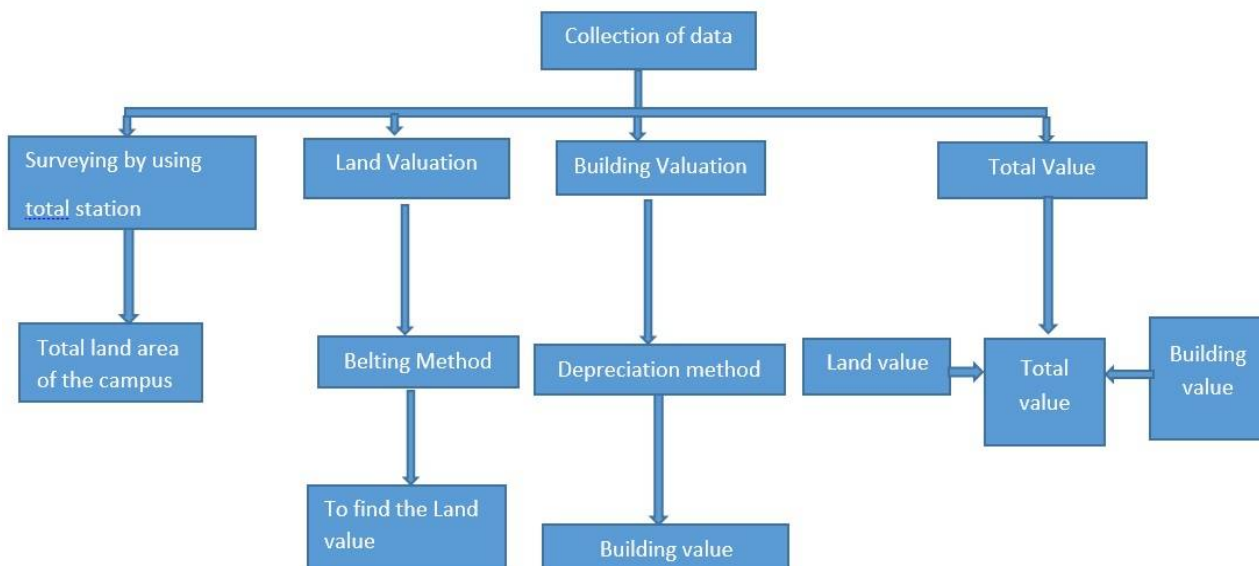 Collection of data
Surveying by using
total station
Land Valuation
Building Valuation
Total Value
Total land area
of the campus
Belting Method
Depreciation method
Land value
Total
value
Building
value
To find the Land
value
Building value